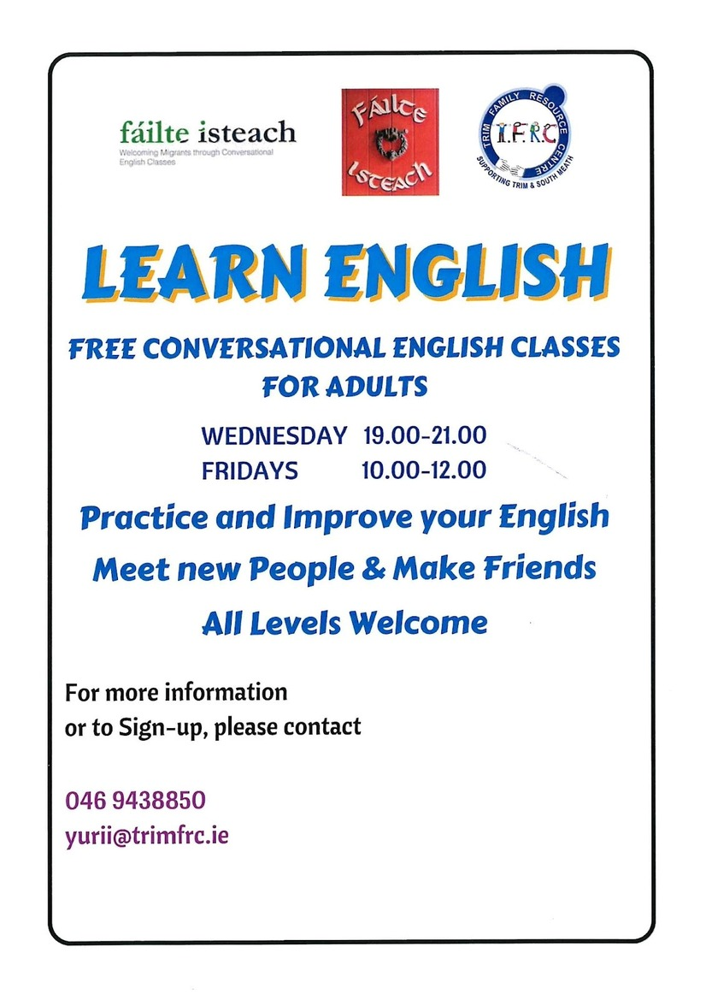 fáilte isteach
Welcoming Migrants through Conversational
English Classes
FÁILTE
ISTEACH
TRIM FAMILY RESOURCE CENTRE
T.F.R.C
SUPPORTING TRIM & SOUTH MEATH
LEARN ENGLISH
FREE CONVERSATIONAL ENGLISH CLASSES
FOR ADULTS
WEDNESDAY 19.00-21.00
FRIDAYS 10.00-12.00
Practice and Improve your English
Meet new People & Make Friends
All Levels Welcome
For more information
or to Sign-up, please contact
046 9438850
yurii@trimfrc.ie